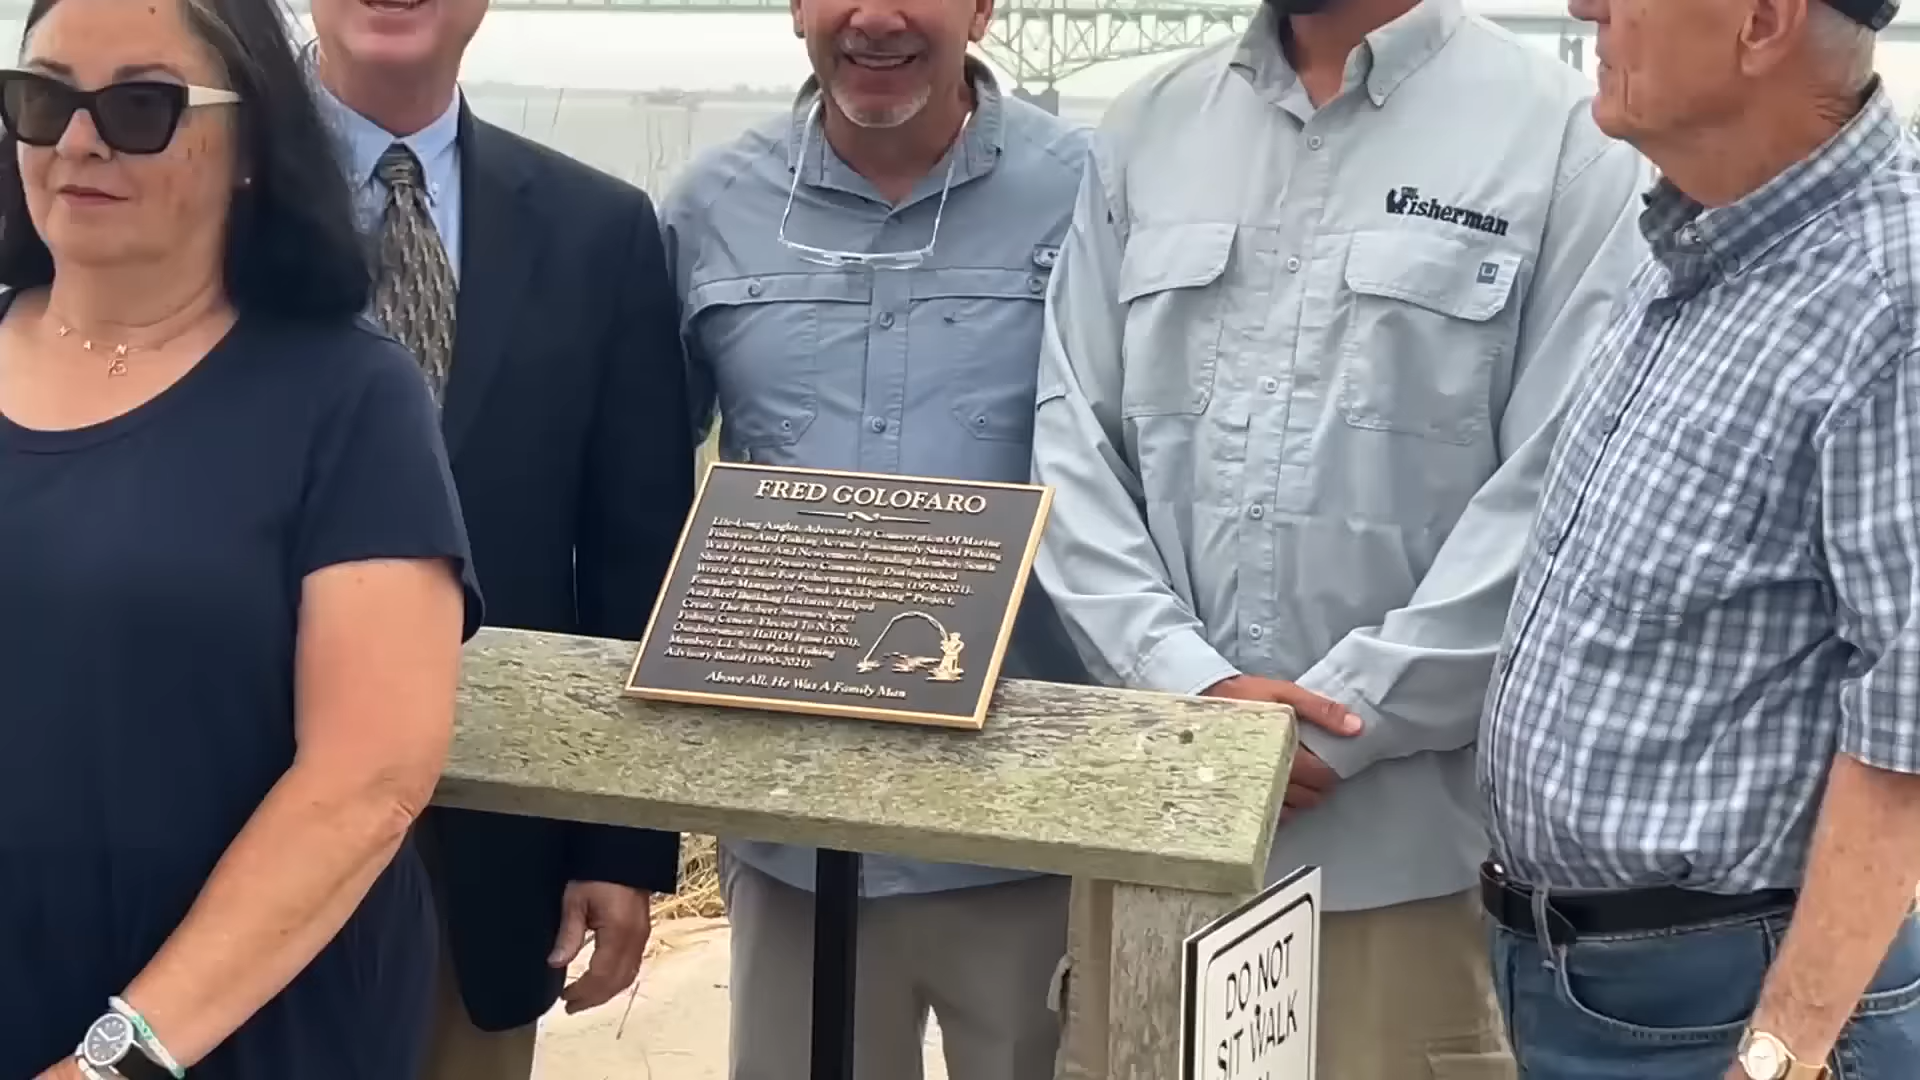 The Fisherman
FRED GOLOFARO
Life-Long Angler, Advocate For Conservation Of Marine
Fisheries And Fishing Access, Passionately Shared Fishing
With Friends And Newcomers. Founding Member: South
Shore Estuary Preserve Committee. Distinguished
Writer & Editor For Fisherman Magazine (1976-2021).
Founder-Manager of "Send-A-Kid-Fishing" Project,
And Reef Building Initiative. Helped
Create The Robert
Fishing Center. Elected To N.Y.S.
Outdoorsman's Hall Of Fame (2001).
Member, L.I. State Parks Fishing
Advisory Board (1990-2021).
Above All, He Was A Family Man
DO NOT
SIT WALK